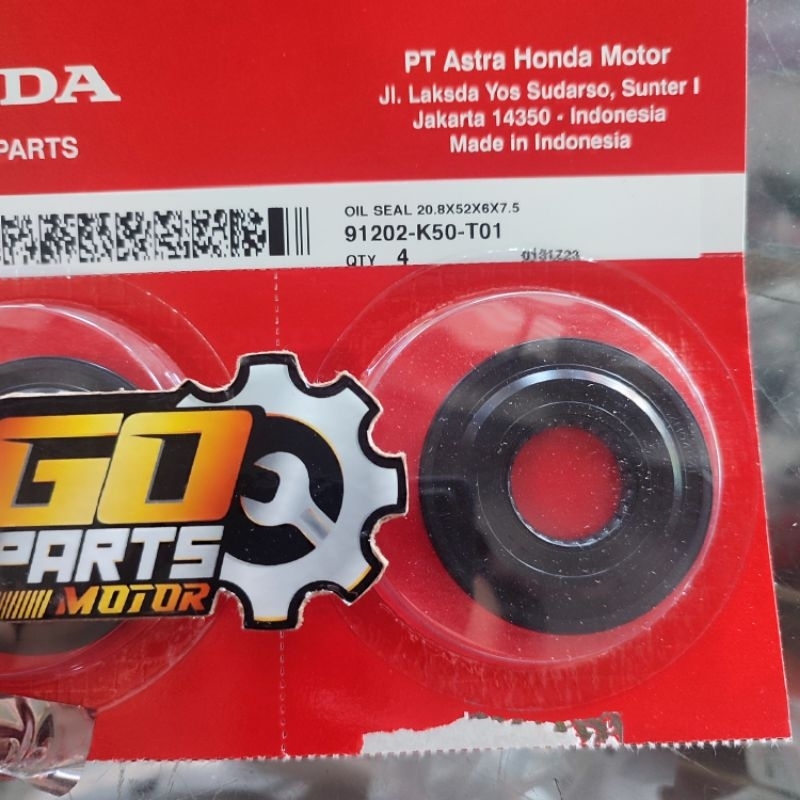 DA
PARTS
PT Astra Honda Motor
Jl. Laksda Yos Sudarso, Sunter I
Jakarta 14350 - Indonesia
Made in Indonesia
OIL SEAL 20.8X52X6X7.5
91202-K50-T01
QTY 4
GO
PARTS
MOTOR